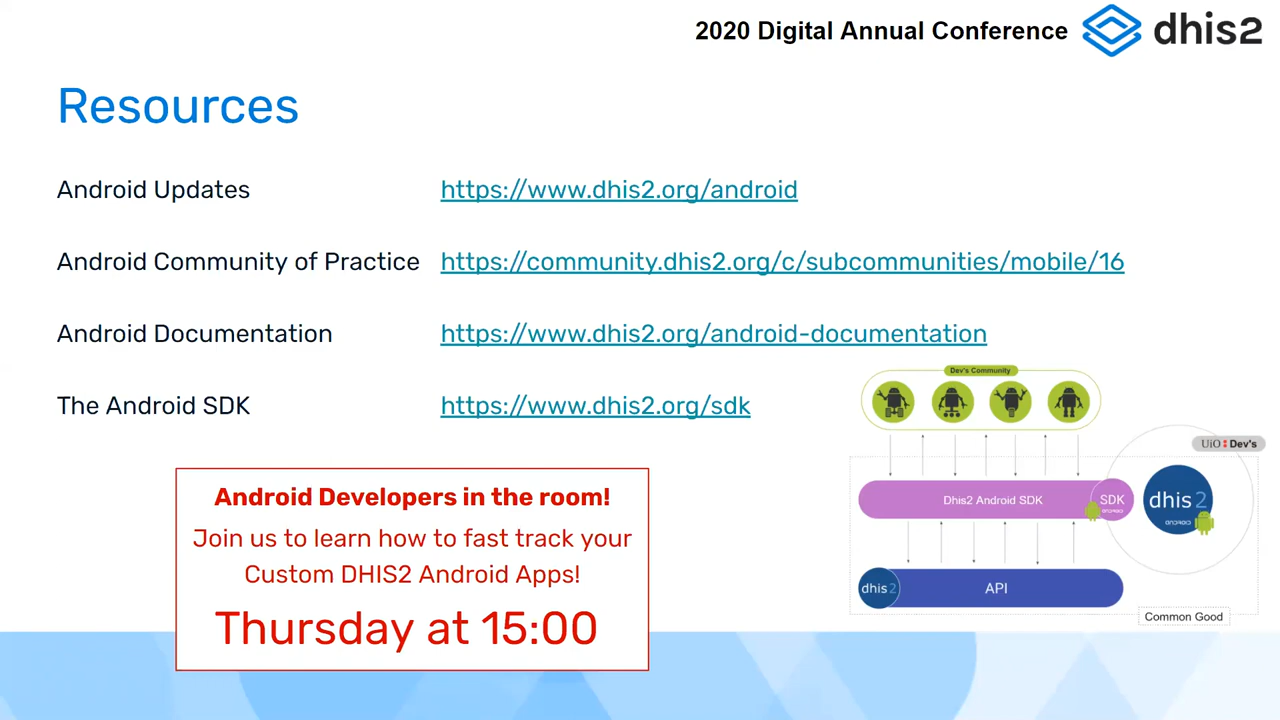 2020 Digital Annual Conference dhis2
Resources
Android Updates https://www.dhis2.org/android
Android Community of Practice https://community.dhis2.org/c/subcommunities/mobile/16
Android Documentation https://www.dhis2.org/android-documentation
The Android SDK https://www.dhis2.org/sdk
Android Developers in the room!
Join us to learn how to fast track your
Custom DHIS2 Android Apps!
Thursday at 15:00
Dev's Community
UiO Dev's
Dhis2 Android SDK
SDK
ANDROID
dhis2
ANDROID
dhis2
API
Common Good